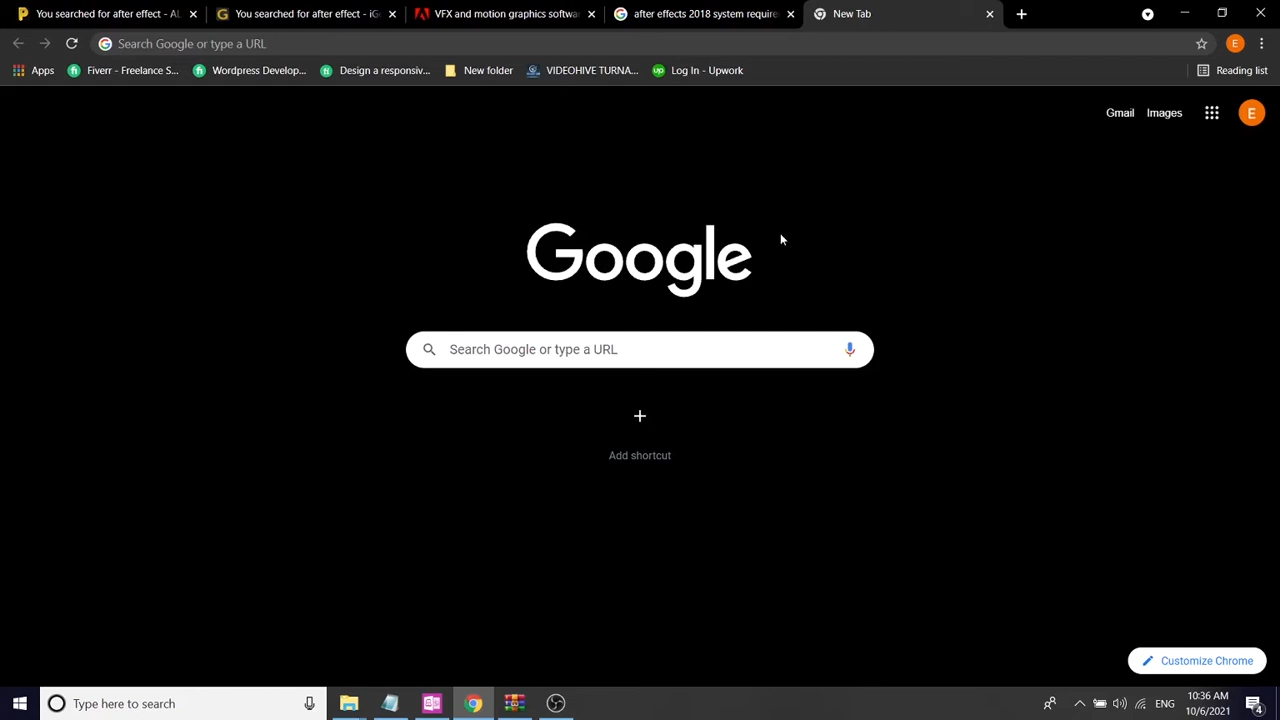 You searched for after effect - AL
You searched for after effect - iGe
VFX and motion graphics softwa
after effects 2018 system require
New Tab
Search Google or type a URL
E
Apps
Fiverr - Freelance S...
Wordpress Develop...
Design a responsiv...
New folder
VIDEOHIVE TURNA...
Log In - Upwork
Reading list
Gmail
Images
E
Google
Search Google or type a URL
Add shortcut
Customize Chrome
Type here to search
ENG
10:36 AM
10/6/2021
4